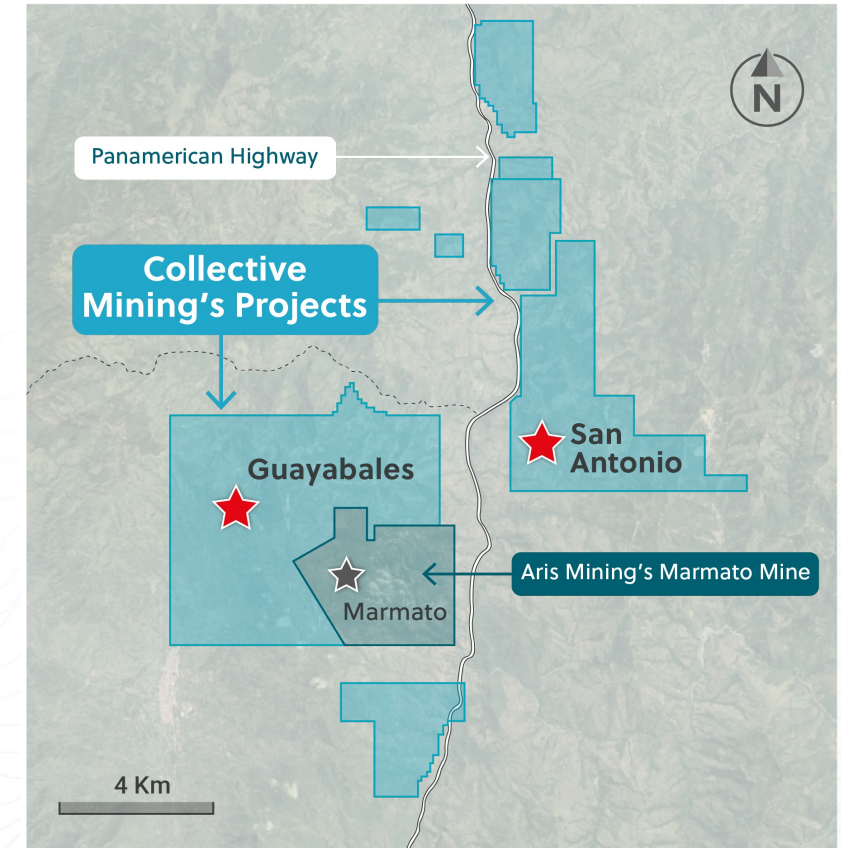 N
Panamerican Highway
Collective
Mining's Projects
San
Antonio
Guayabales
Aris Mining's Marmato Mine
Marmato
4 Km